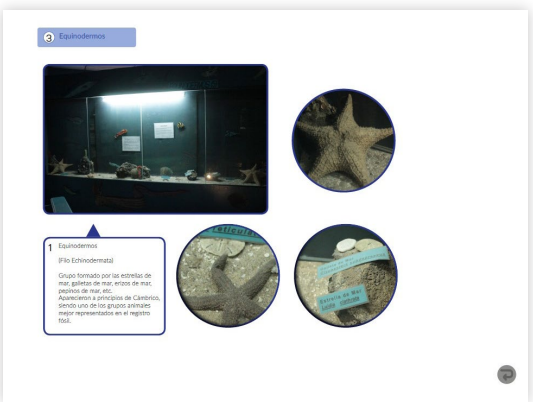 3 Equinodermos
1 Equinodermos
(Filo Echinodermata)
Grupo formado por las estrellas de
mar, galletas de mar, erizos de mar,
pepinos de mar, etc.
Aparecieron a principios de Cámbrico,
siendo uno de los grupos animales
mejor representados en el registro
fósil.
reticula
Estrella de Mar